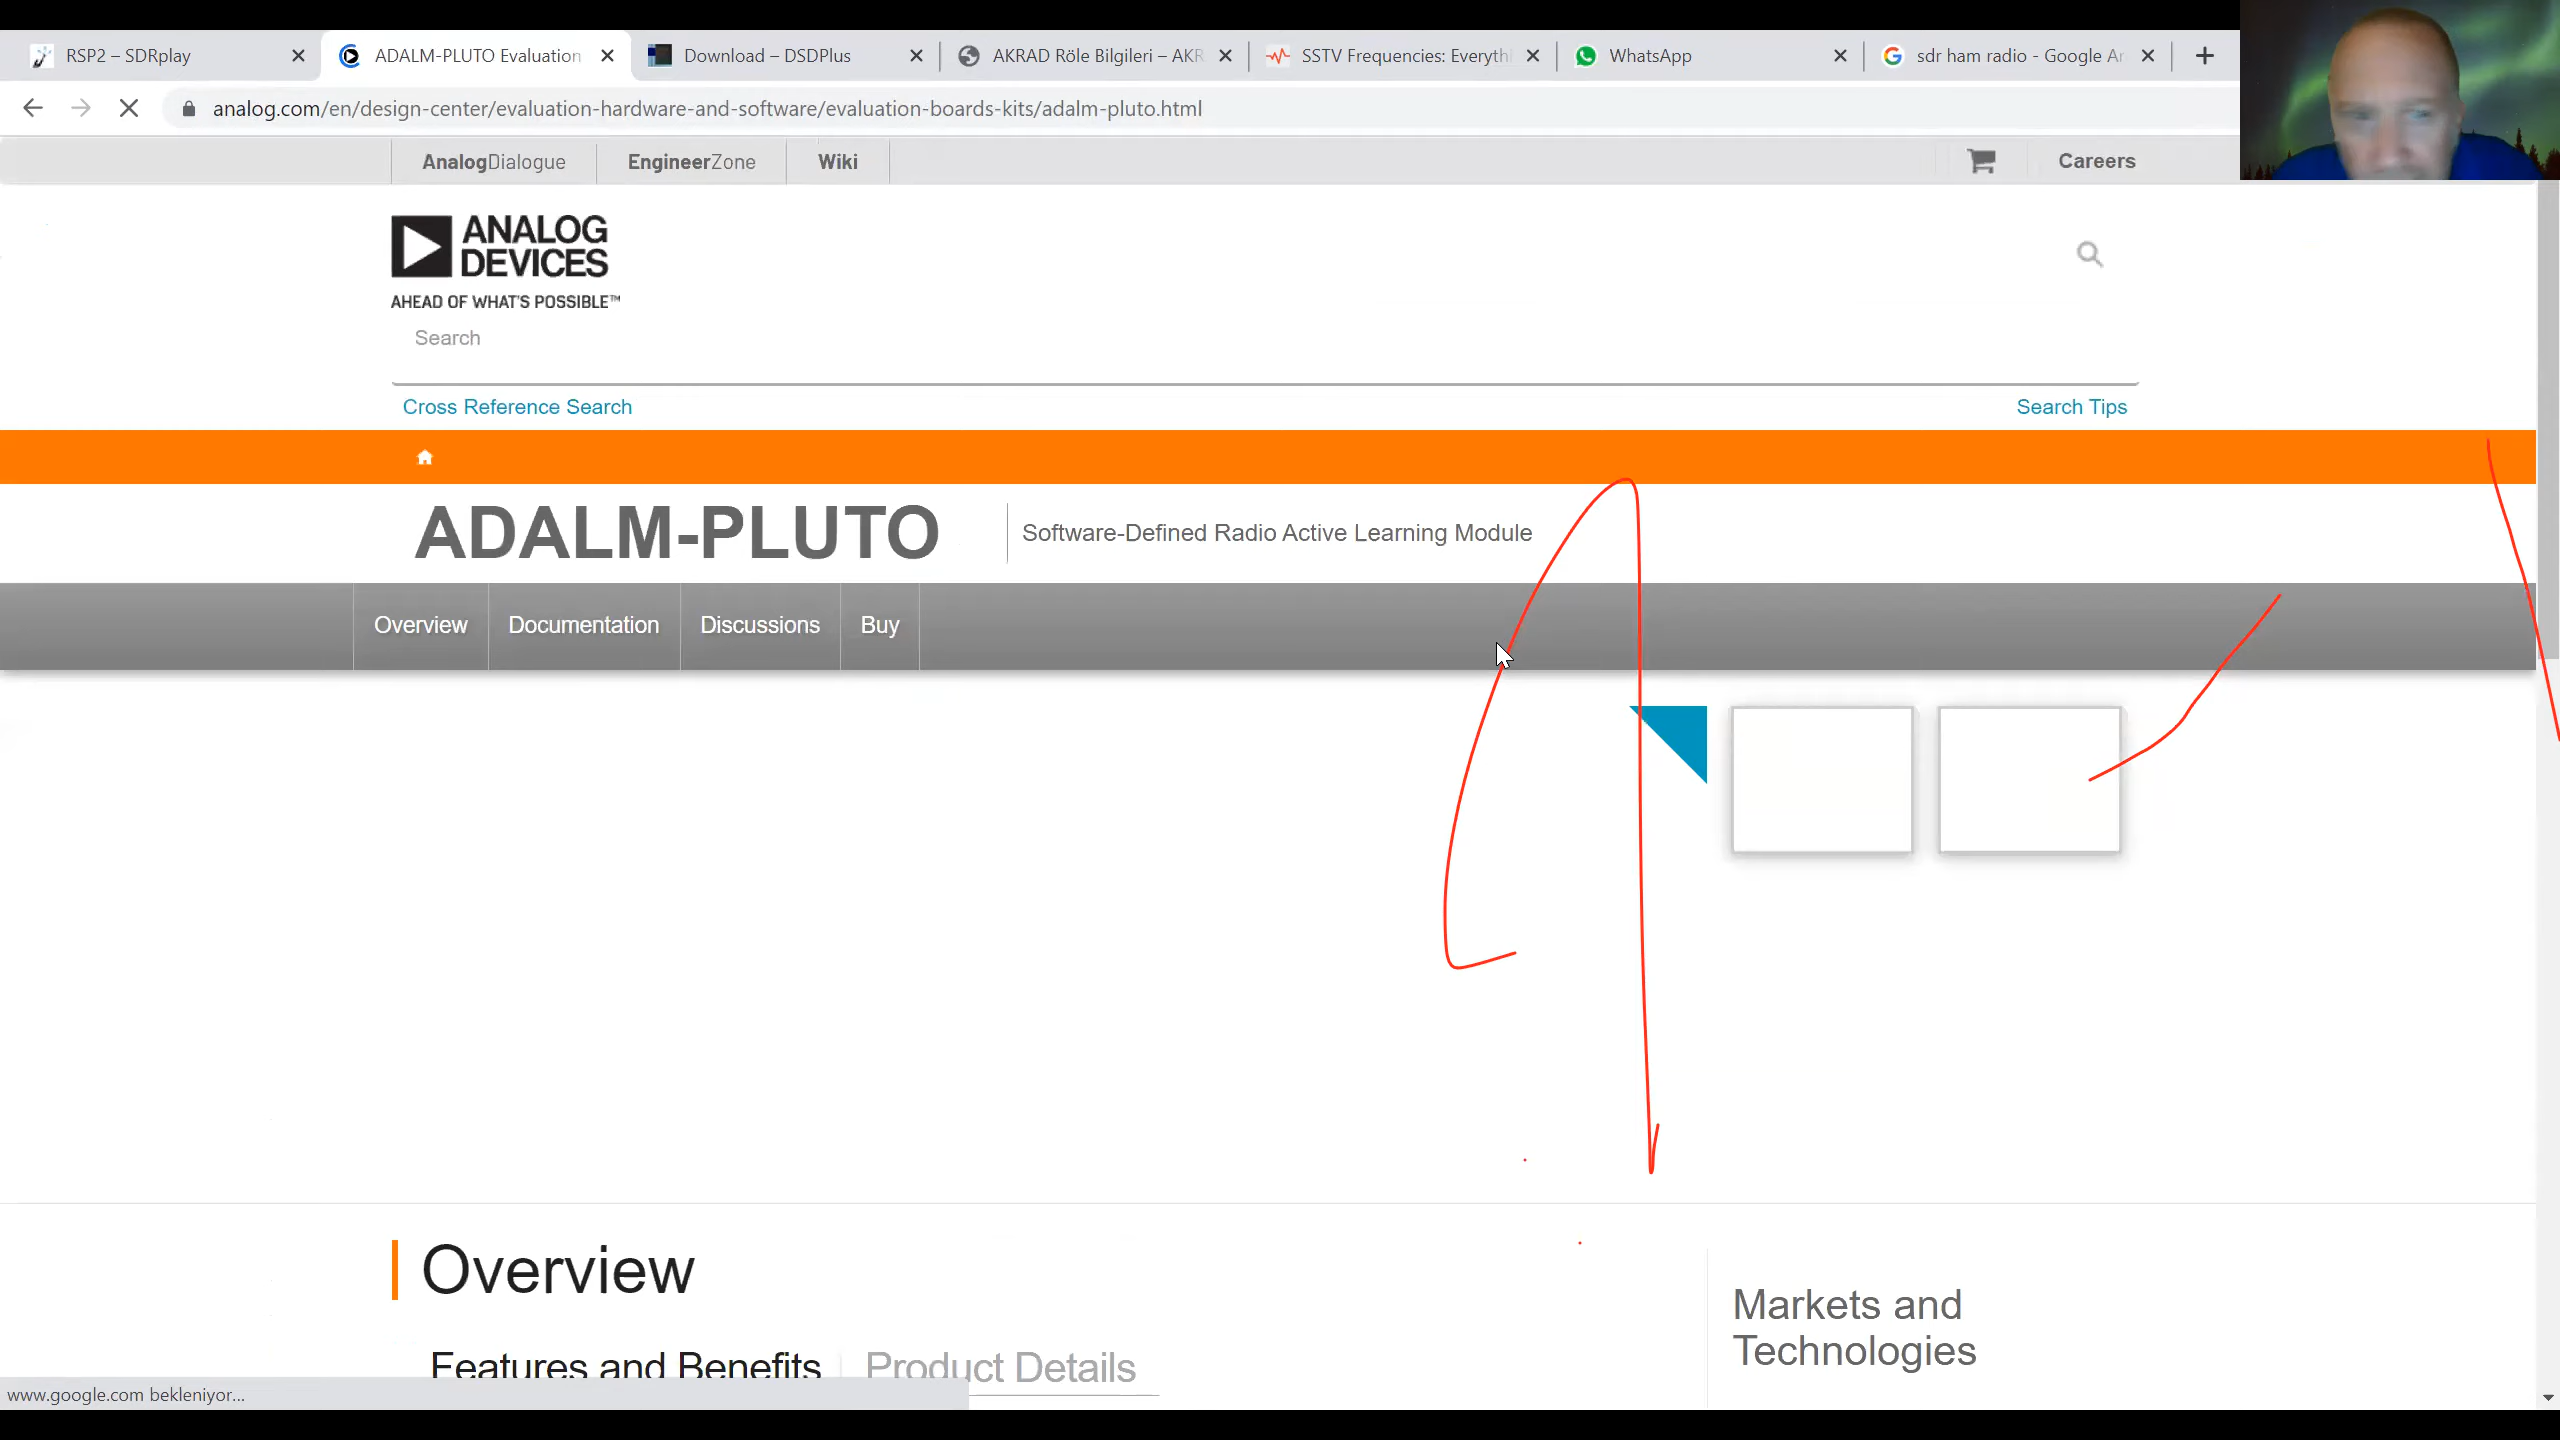 RSP2 – SDRplay
ADALM-PLUTO Evaluation
Download – DSDPlus
AKRAD Röle Bilgileri – AKR
SSTV Frequencies: Everyth
WhatsApp
sdr ham radio - Google Ar
analog.com/en/design-center/evaluation-hardware-and-software/evaluation-boards-kits/adalm-pluto.html
AnalogDialogue
EngineerZone
Wiki
Careers
ANALOG
DEVICES
AHEAD OF WHAT'S POSSIBLE™
Search
Cross Reference Search
Search Tips
ADALM-PLUTO
Software-Defined Radio Active Learning Module
Overview
Documentation
Discussions
Buy
Overview
Markets and
Technologies
Features and Benefits
Product Details
www.google.com bekleniyor...